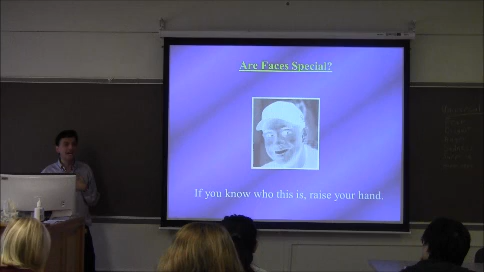 Are Faces Special?
If you know who this is, raise your hand.